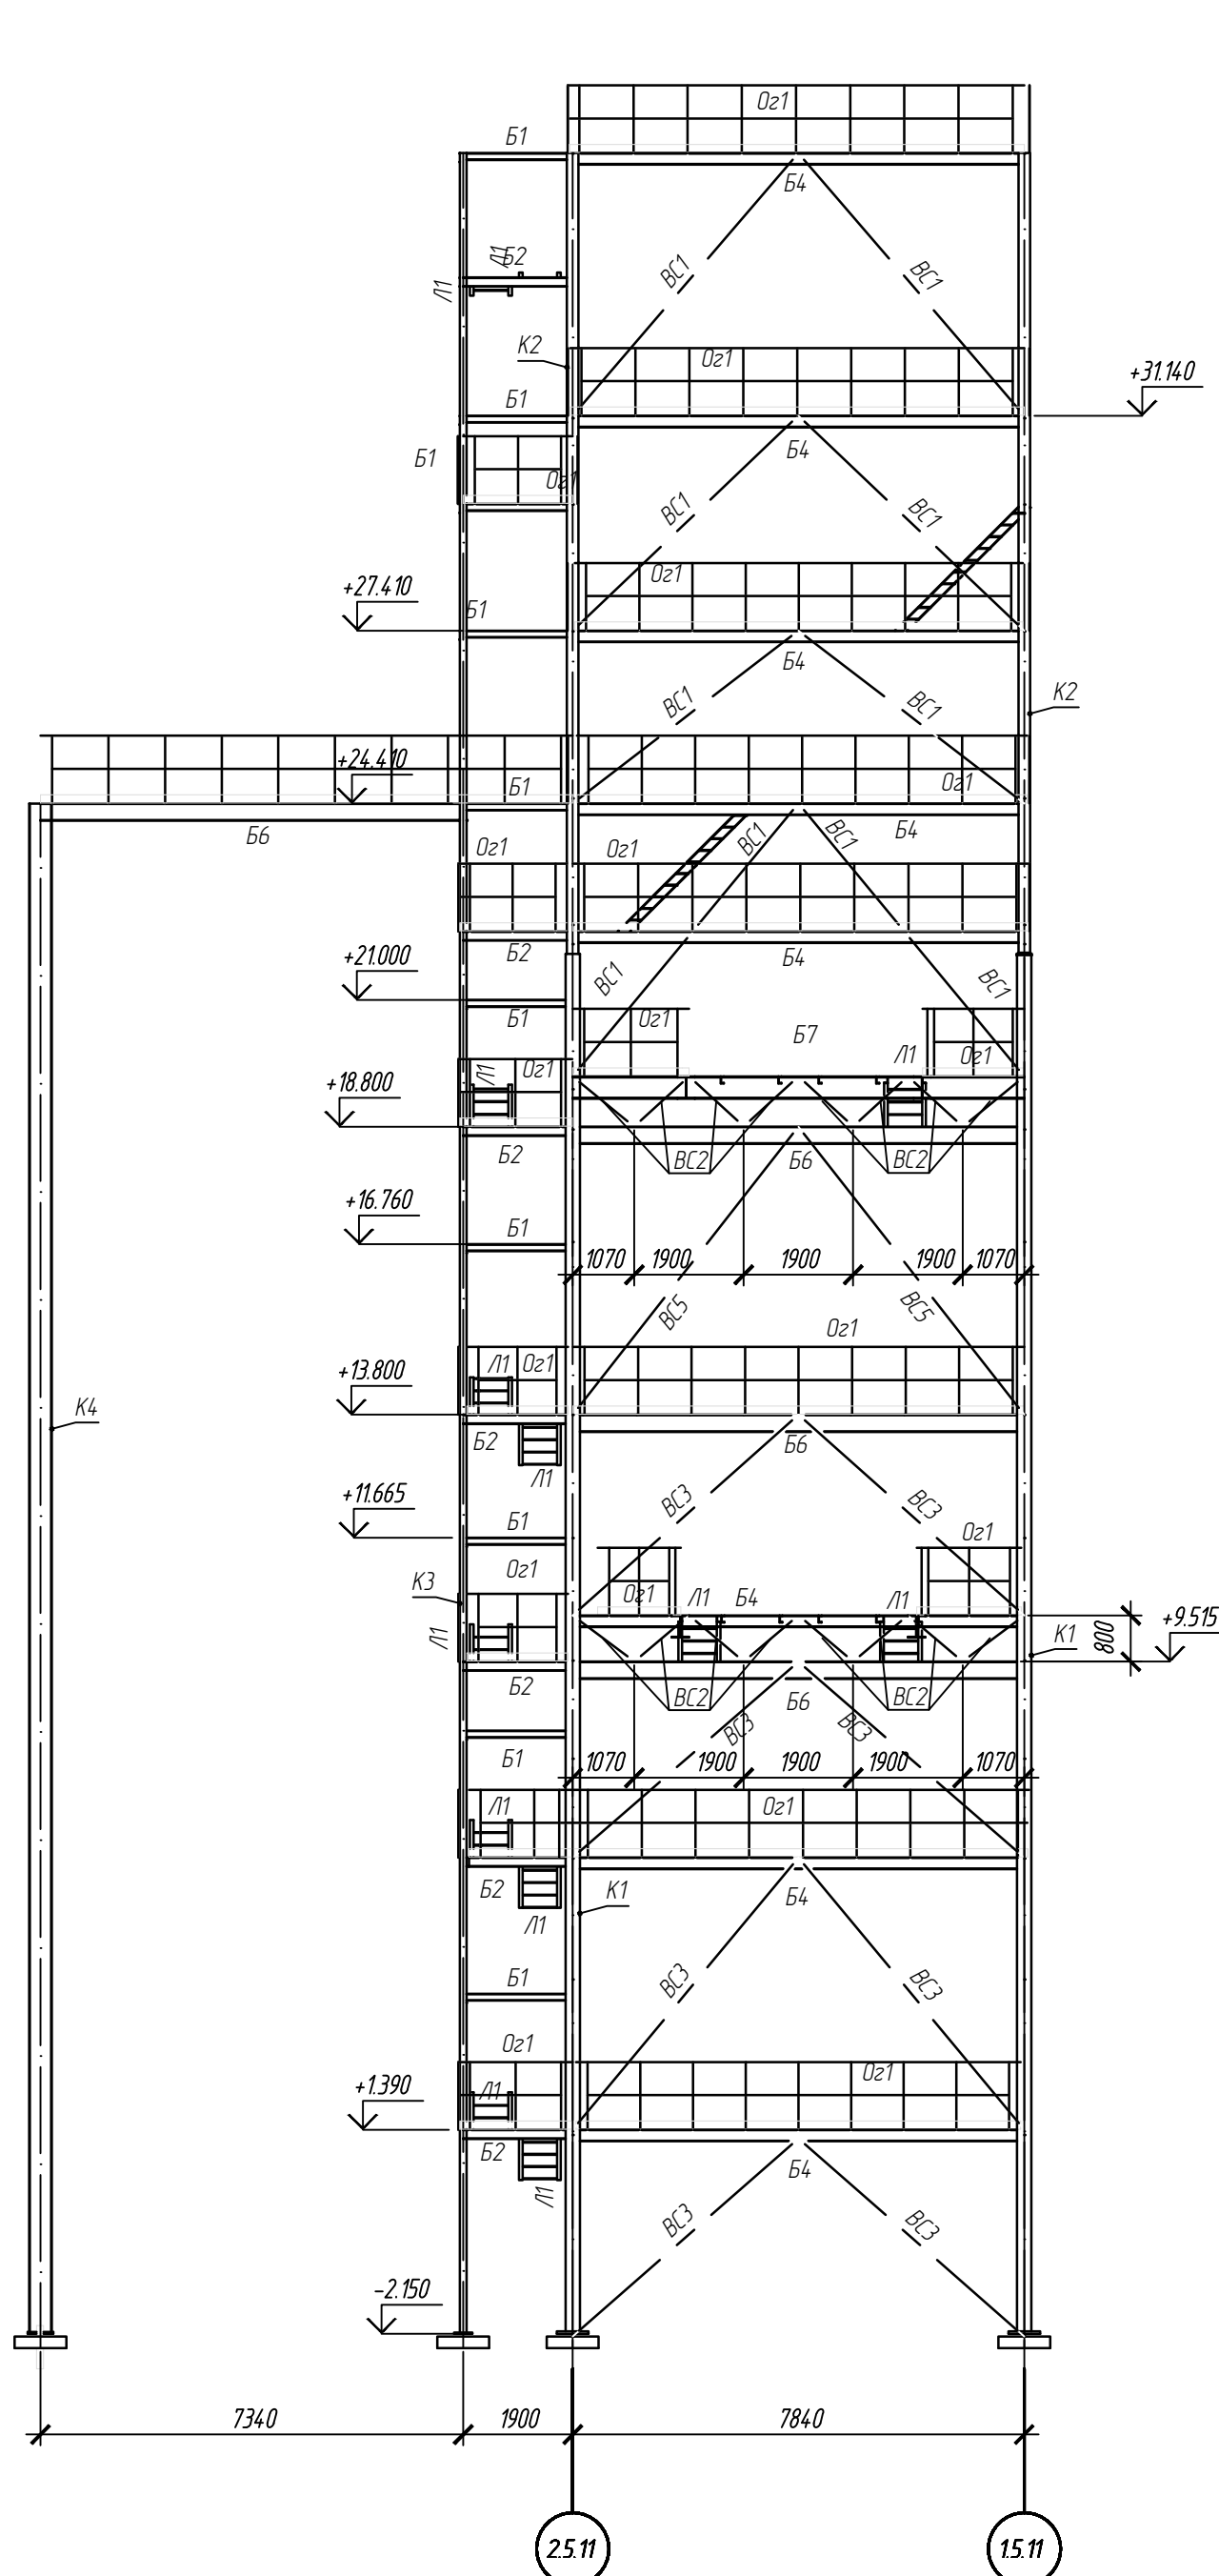 Ог1
Б1
Б4
Л1
Б2
Л1
ВС1
ВС1
К2
Ог1
+31.140
Б1
Б4
Б1
Ог1
ВС1
ВС1
+27.410
Ог1
Б1
Б4
К2
ВС1
ВС1
+24.410
Б1
Ог1
Б6
Б4
ВС1
ВС1
Ог1
Ог1
+21.000
Б2
Б4
ВС1
ВС1
Б1
Ог1
Б7
Л1
Ог1
+18.800
Л1
Ог1
Б2
ВС2
Б6
ВС2
+16.760
Б1
1070
1900
1900
1900
1070
ВС5
ВС5
Ог1
+13.800
Л1
Ог1
К4
Б2
Б6
Л1
+11.665
ВС3
ВС3
Б1
Ог1
Ог1
К3
Ог1
Л1
Б4
Л1
+9.515
800
Л1
К1
Б2
ВС2
Б6
ВС2
ВС3
ВС3
Б1
1070
1900
1900
1900
1070
Л1
Ог1
Б2
К1
Б4
Л1
Б1
ВС3
ВС3
Ог1
Ог1
+1.390
Л1
Б2
Б4
Л1
ВС3
ВС3
-2.150
7340
1900
7840
2.5.11
1.5.11